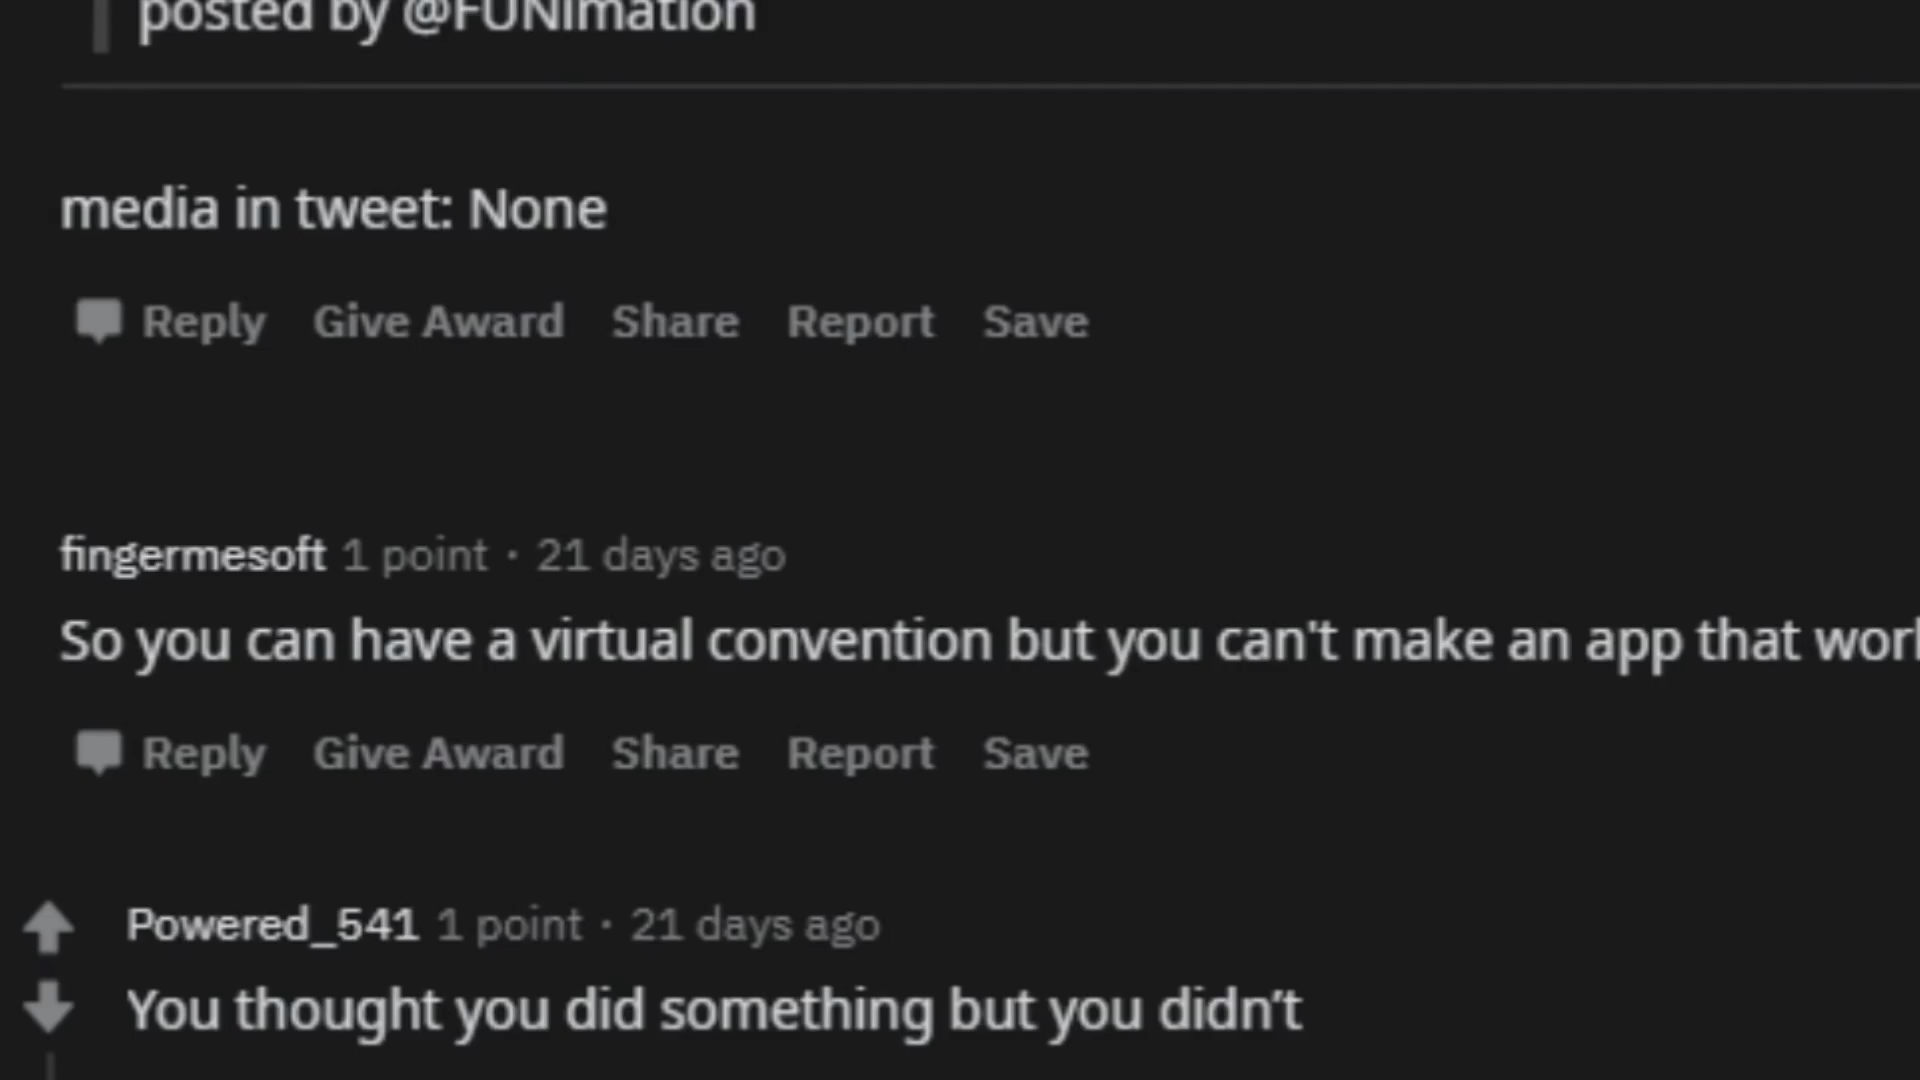 posted by @FUNimation
media in tweet: None
Reply Give Award Share Report Save
fingermesoft 1 point · 21 days ago
So you can have a virtual convention but you can't make an app that
Reply Give Award Share Report Save
Powered_541 1 point · 21 days ago
You thought you did something but you didn’t